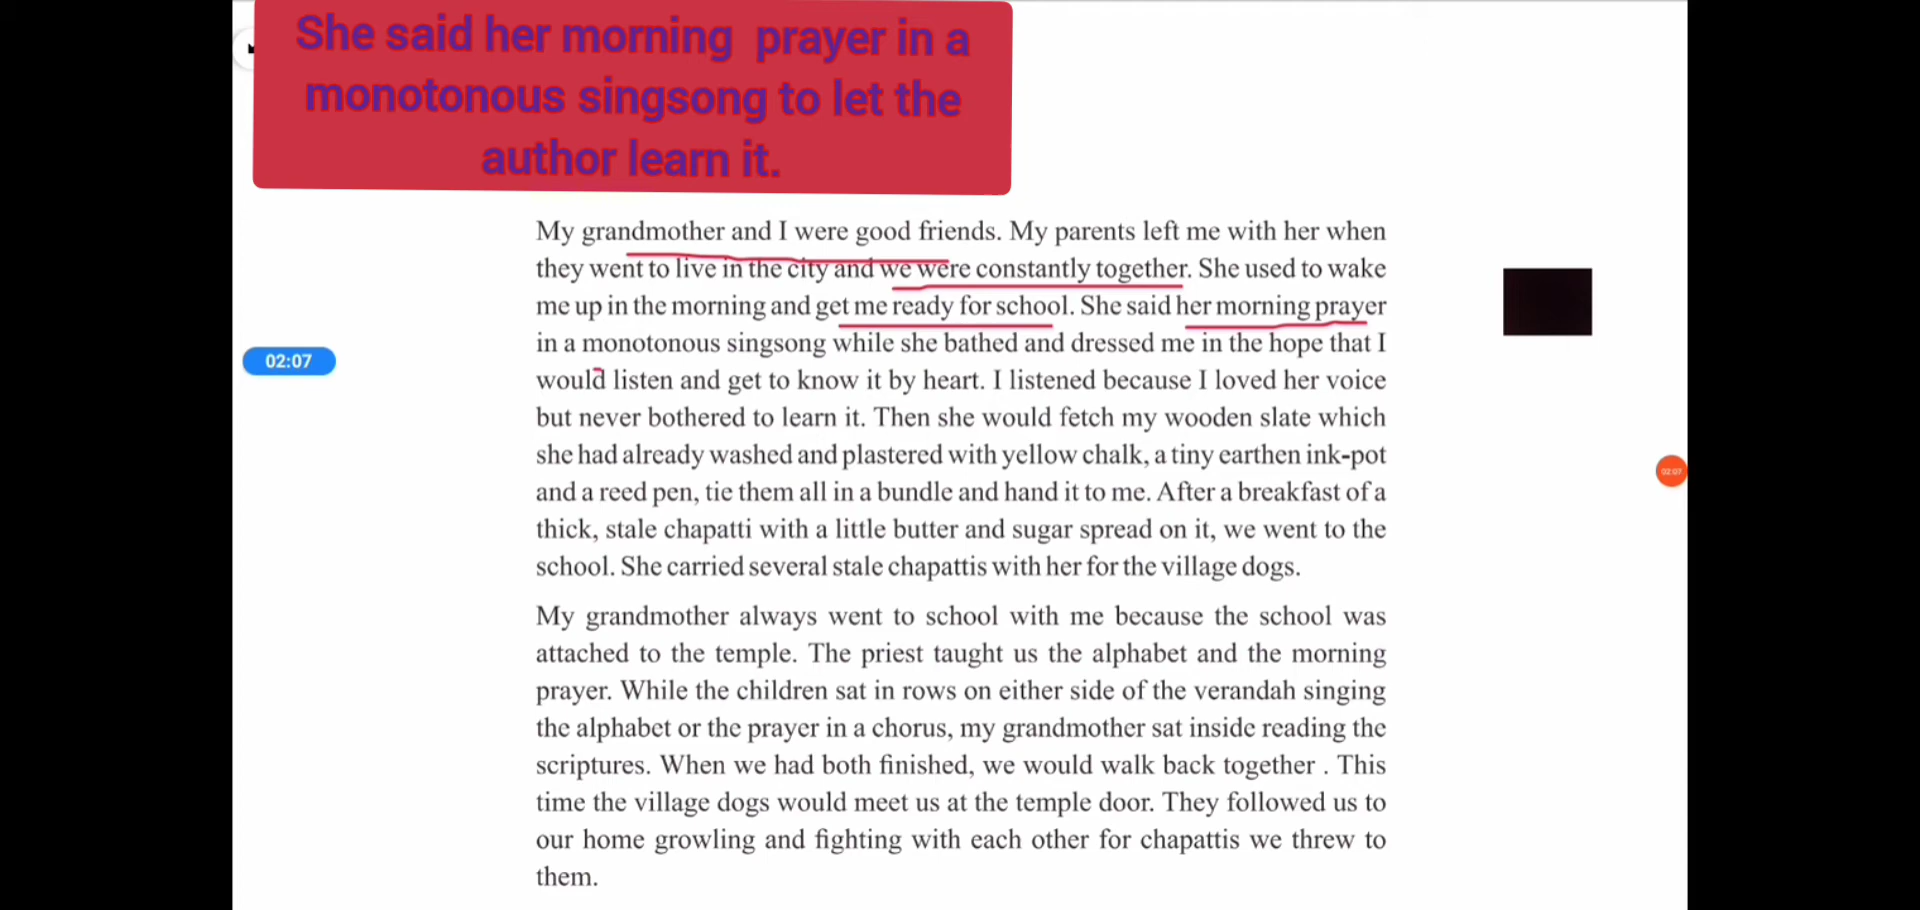 She said her morning prayer in a
monotonous singsong to let the
author learn it.
My grandmother and I were good friends. My parents left me with her when
they went to live in the city and we were constantly together. She used to wake
me up in the morning and get me ready for school. She said her morning prayer
in a monotonous singsong while she bathed and dressed me in the hope that I
would listen and get to know it by heart. I listened because I loved her voice
but never bothered to learn it. Then she would fetch my wooden slate which
she had already washed and plastered with yellow chalk, a tiny earthen ink-pot
and a reed pen, tie them all in a bundle and hand it to me. After a breakfast of a
thick, stale chapatti with a little butter and sugar spread on it, we went to the
school. She carried several stale chapattis with her for the village dogs.
My grandmother always went to school with me because the school was
attached to the temple. The priest taught us the alphabet and the morning
prayer. While the children sat in rows on either side of the verandah singing
the alphabet or the prayer in a chorus, my grandmother sat inside reading the
scriptures. When we had both finished, we would walk back together . This
time the village dogs would meet us at the temple door. They followed us to
our home growling and fighting with each other for chapattis we threw to
them.
02:07
02:07